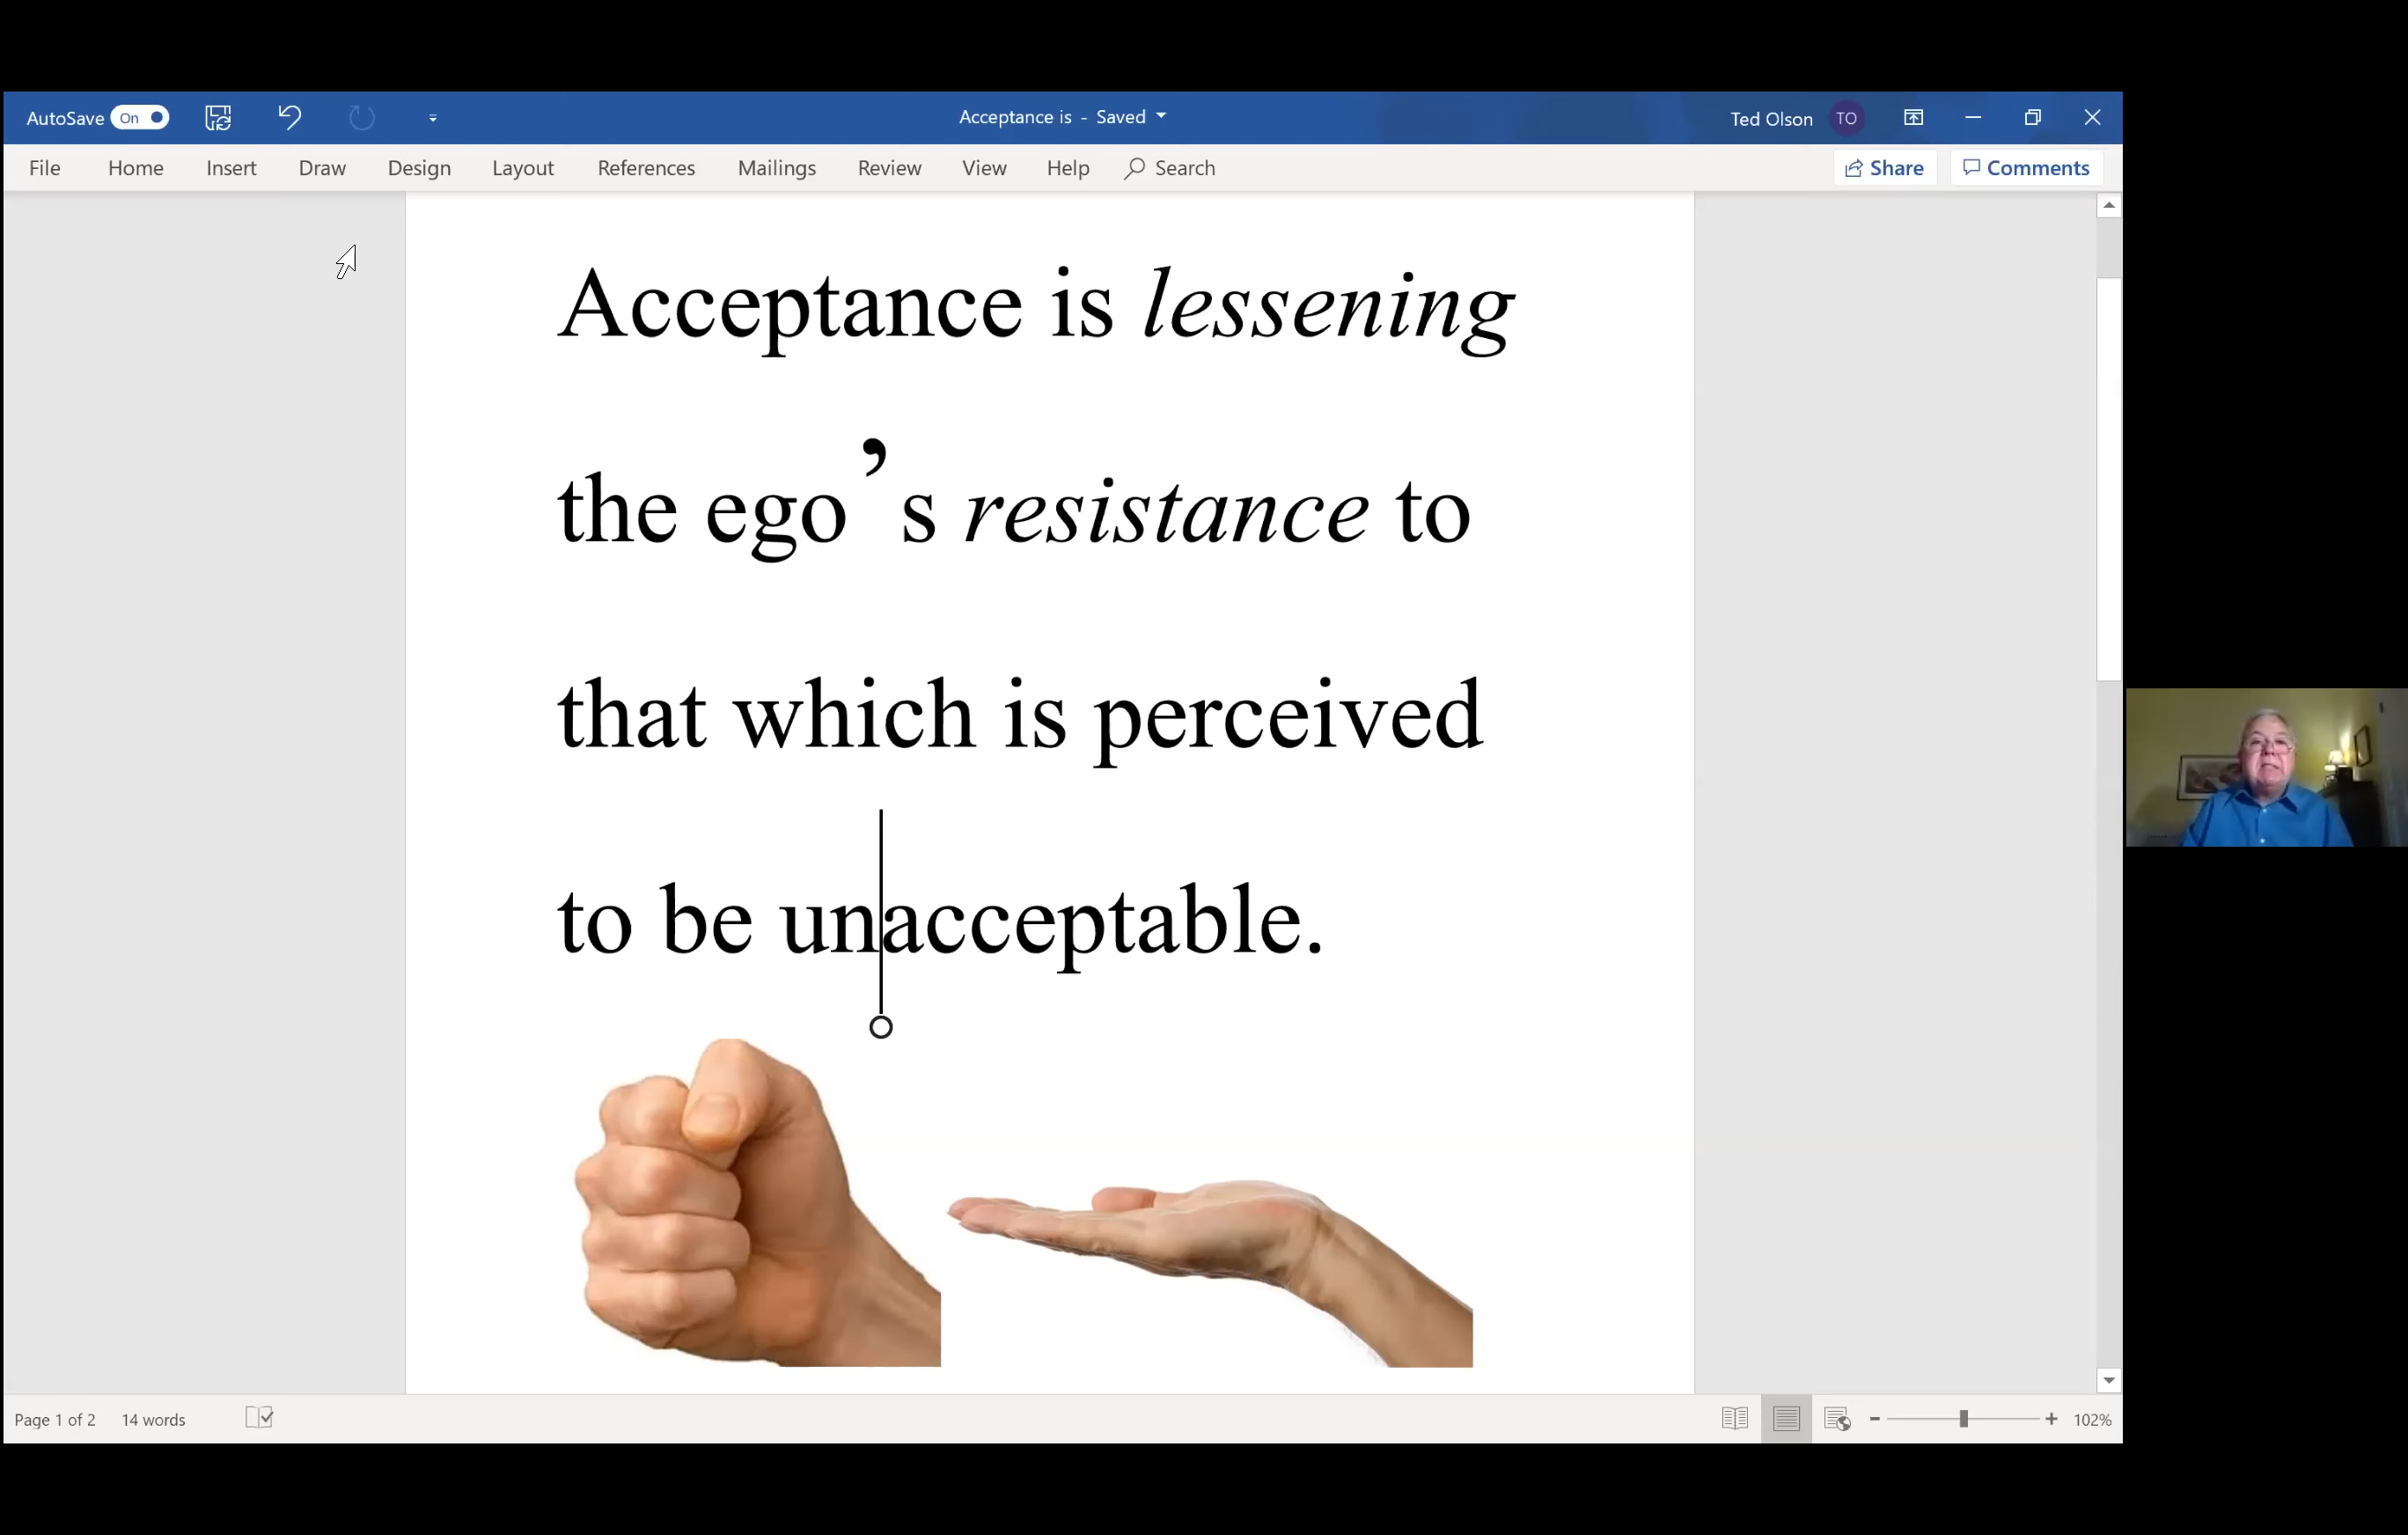 AutoSave On
Acceptance is - Saved
Ted Olson TO
File Home Insert Draw Design Layout References Mailings Review View Help Search
Share Comments
Acceptance is lessening
the ego’s resistance to
that which is perceived
to be unacceptable.
Page 1 of 2 14 words
102%